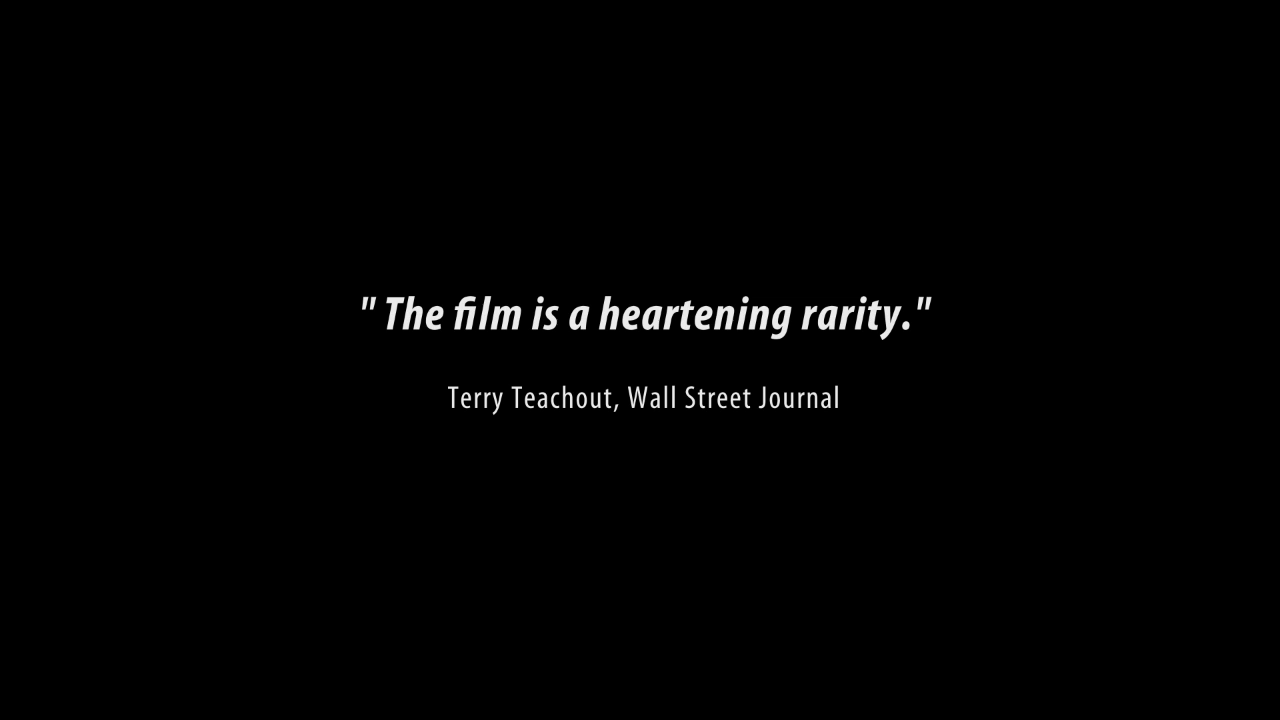 " The film is a heartening rarity."
Terry Teachout, Wall Street Journal